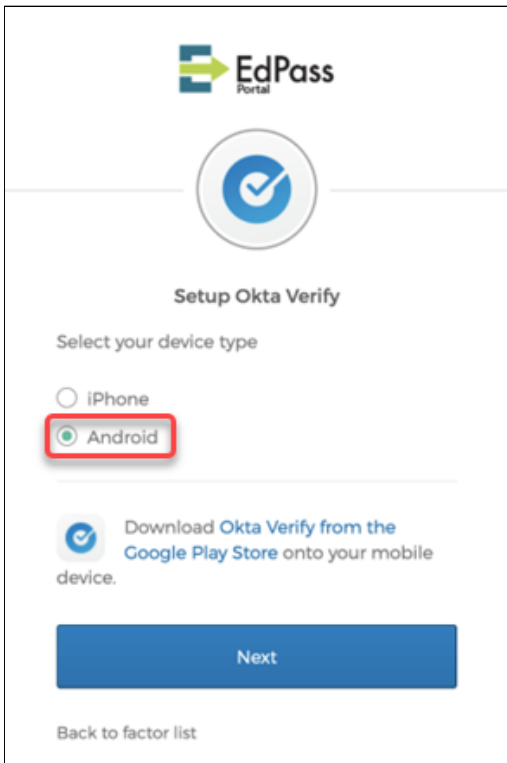 EdPass
Portal
Setup Okta Verify
Select your device type
iPhone
Android
Download Okta Verify from the
Google Play Store onto your mobile
device.
Next
Back to factor list